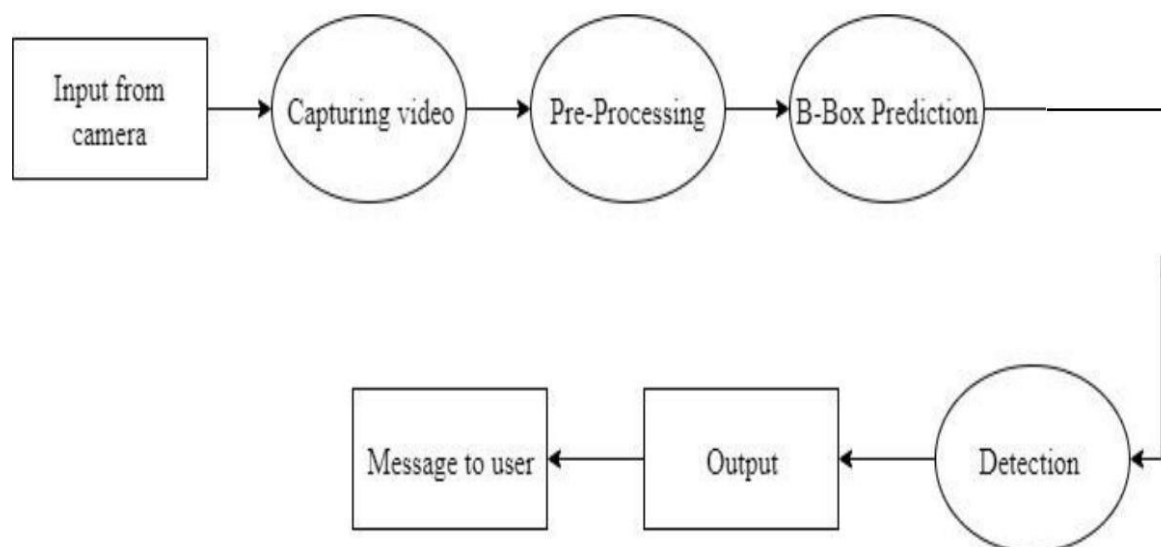 Input from
camera
Capturing video
Pre-Processing
B-Box Prediction
Message to user
Output
Detection